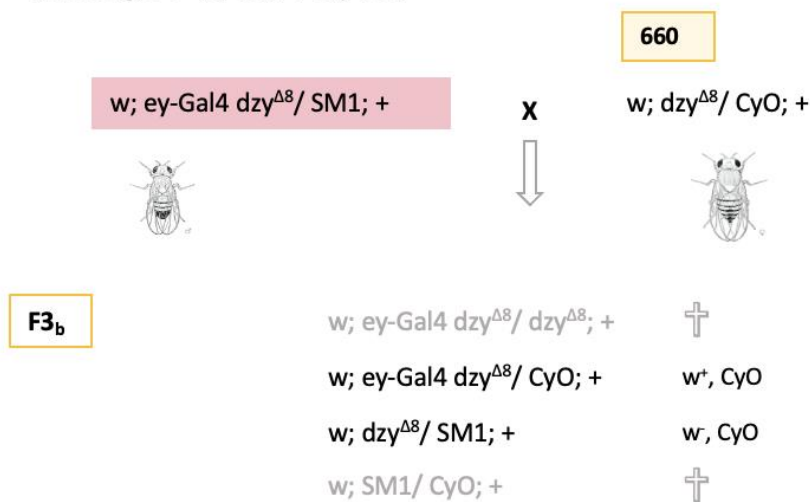 660
w; ey-Gal4 dzy^Δ8/ SM1; + X w; dzy^Δ8/ CyO; +
♂ ♀
F3b
w; ey-Gal4 dzy^Δ8/ dzy^Δ8; + ✝
w; ey-Gal4 dzy^Δ8/ CyO; + w⁺, CyO
w; dzy^Δ8/ SM1; + w⁻, CyO
w; SM1/ CyO; + ✝